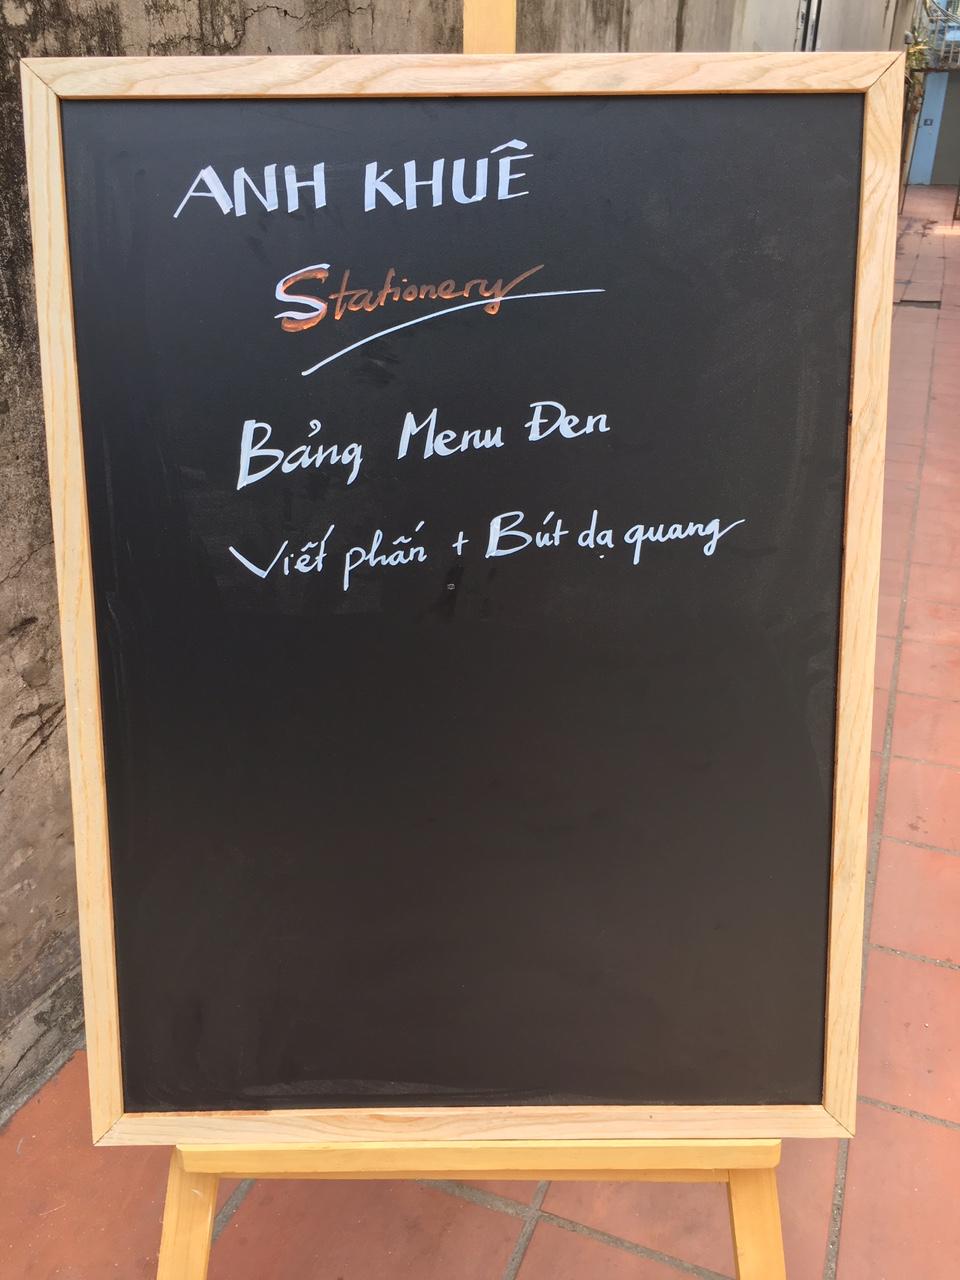 ANH KHUÊ
Stationery
Bảng Menu Đen
Viết phấn + Bút dạ quang